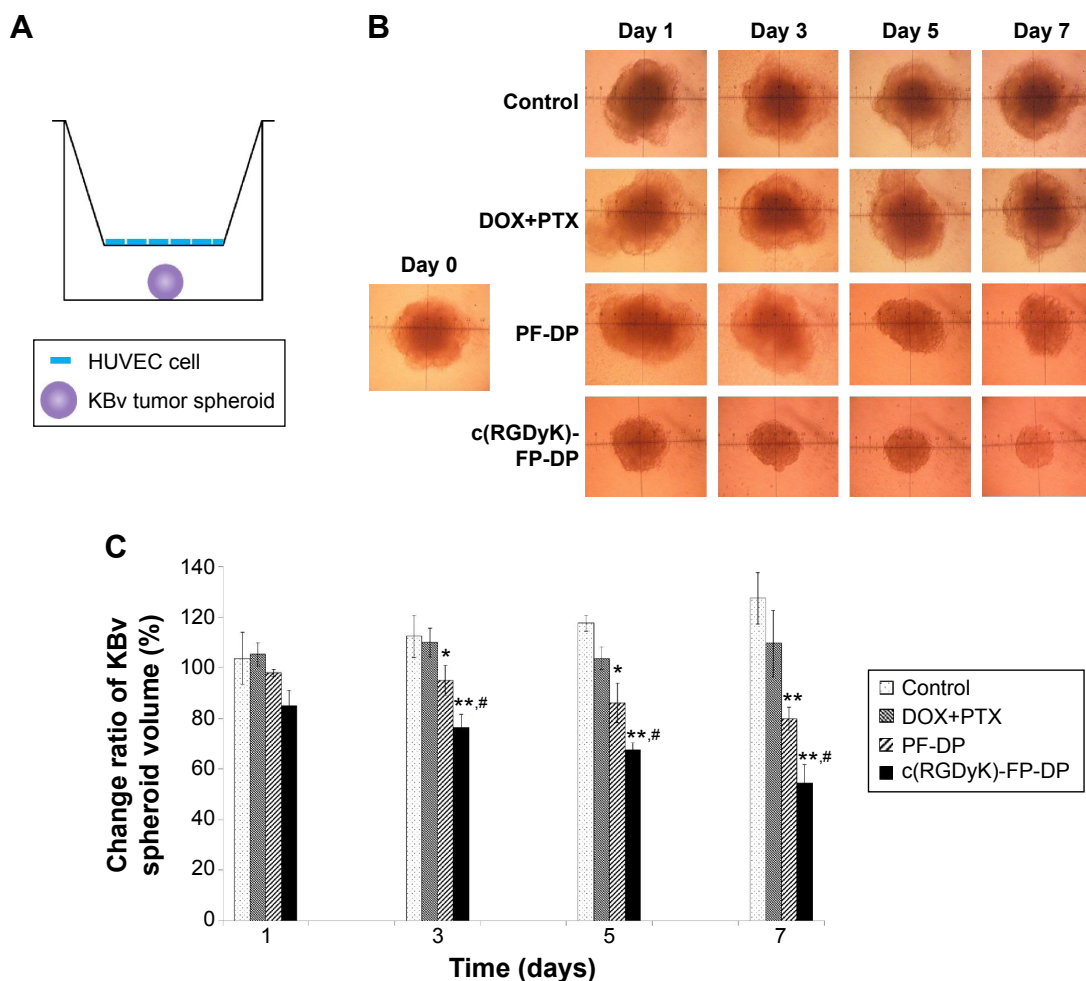 A
HUVEC cell
KBv tumor spheroid
B
Day 0
Day 1 Day 3 Day 5 Day 7
Control
DOX+PTX
PF-DP
c(RGDyK)-
FP-DP
C
Change ratio of KBv
spheroid volume (%)
140
120
100
80
60
40
20
0
*
**,#
*
**,#
**
**,#
1 3 5 7
Time (days)
Control
DOX+PTX
PF-DP
c(RGDyK)-FP-DP